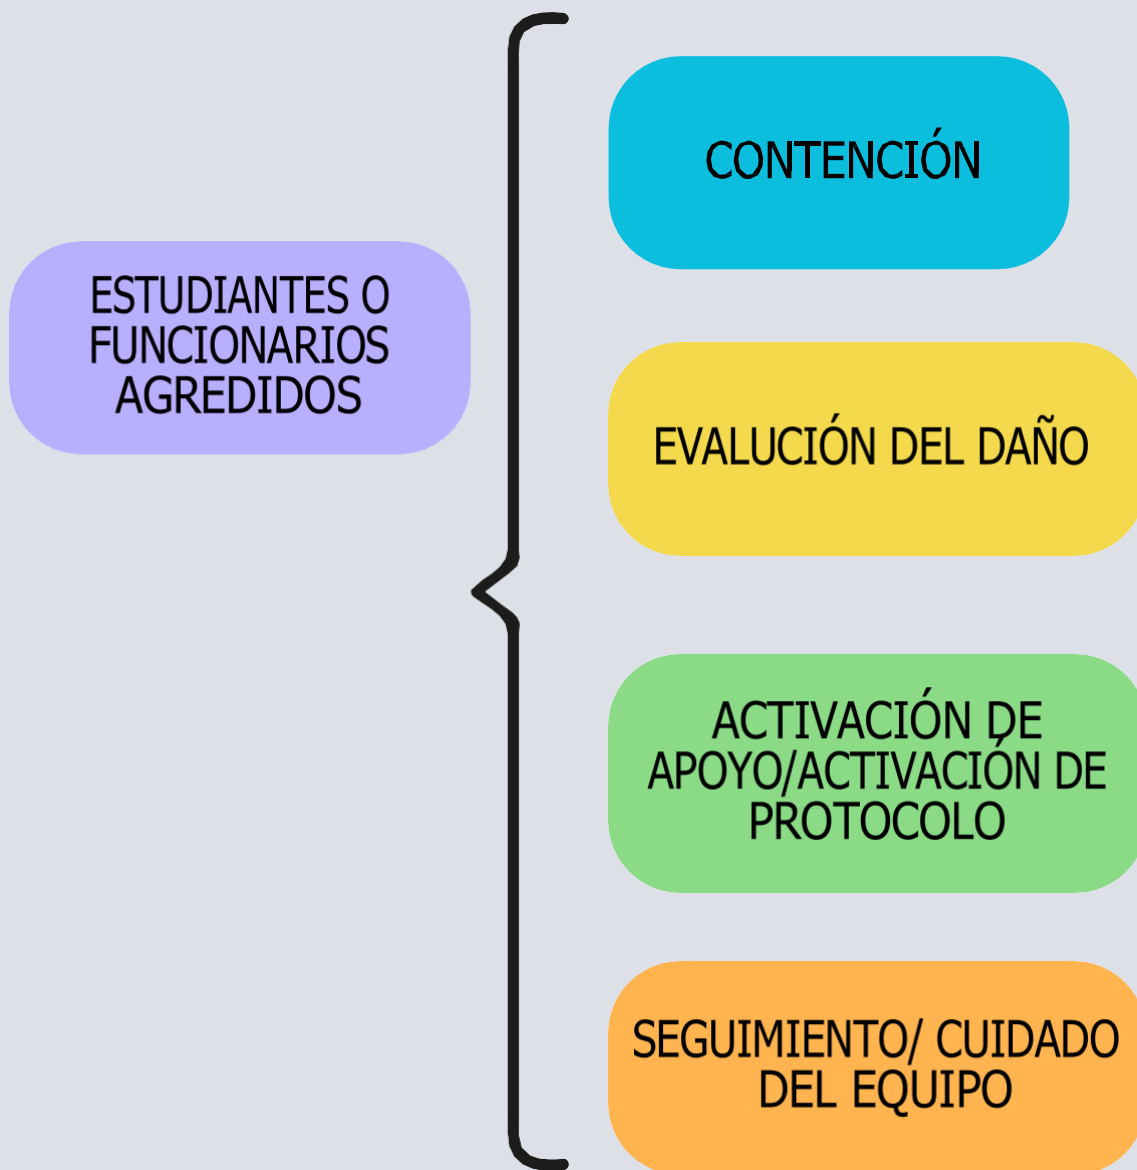 ESTUDIANTES O
FUNCIONARIOS
AGREDIDOS
CONTENCIÓN
EVALUCIÓN DEL DAÑO
ACTIVACIÓN DE
APOYO/ACTIVACIÓN DE
PROTOCOLO
SEGUIMIENTO/ CUIDADO
DEL EQUIPO